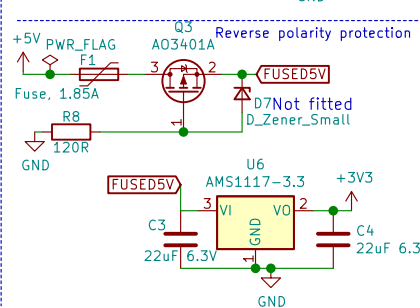 GND
Reverse polarity protection
Q3
AO3401A
+5V
PWR_FLAG
F1
3
2
FUSED5V
Fuse, 1.85A
D7
Not fitted
D_Zener_Small
1
R8
120R
GND
U6
AMS1117-3.3
+3V3
FUSED5V
3
VI
VO
2
C3
22uF 6.3V
GND
1
C4
22uF 6.3
GND